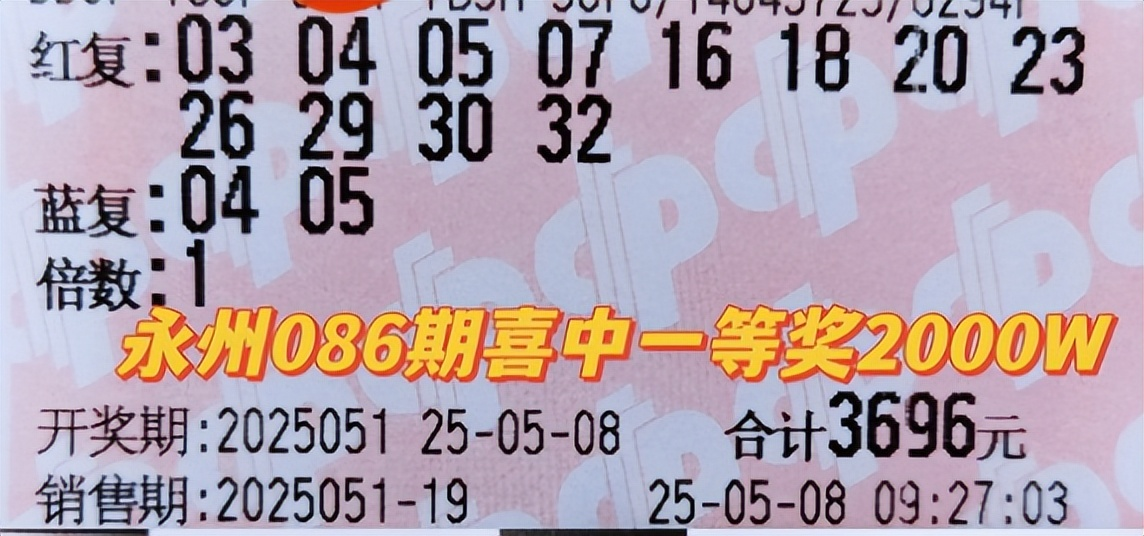 红复:03 04 05 07 16 18 20 23
26 29 30 32
蓝复:04 05
倍数:1
永州086期喜中一等奖2000W
开奖期:2025051 25-05-08 合计3696元
销售期:2025051-19 25-05-08 09:27:03